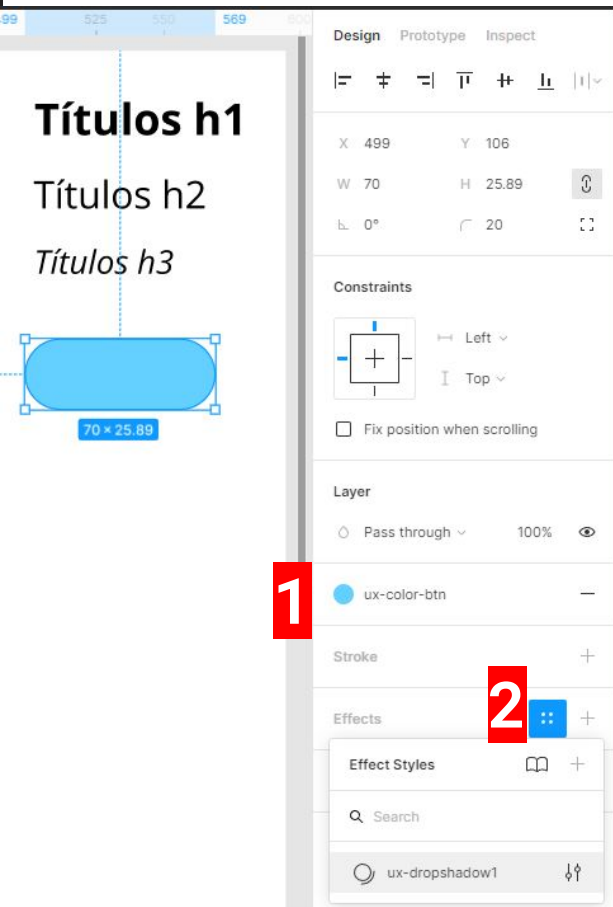 499 525 550 569 600
Design Prototype Inspect
Títulos h1
X 499 Y 106
W 70 H 25.89
Títulos h2
0° 20
Títulos h3
Constraints
Left
Top
70 × 25.89
Fix position when scrolling
Layer
Pass through 100%
1
ux-color-btn
Stroke
2
Effects
Effect Styles
Search
ux-dropshadow1